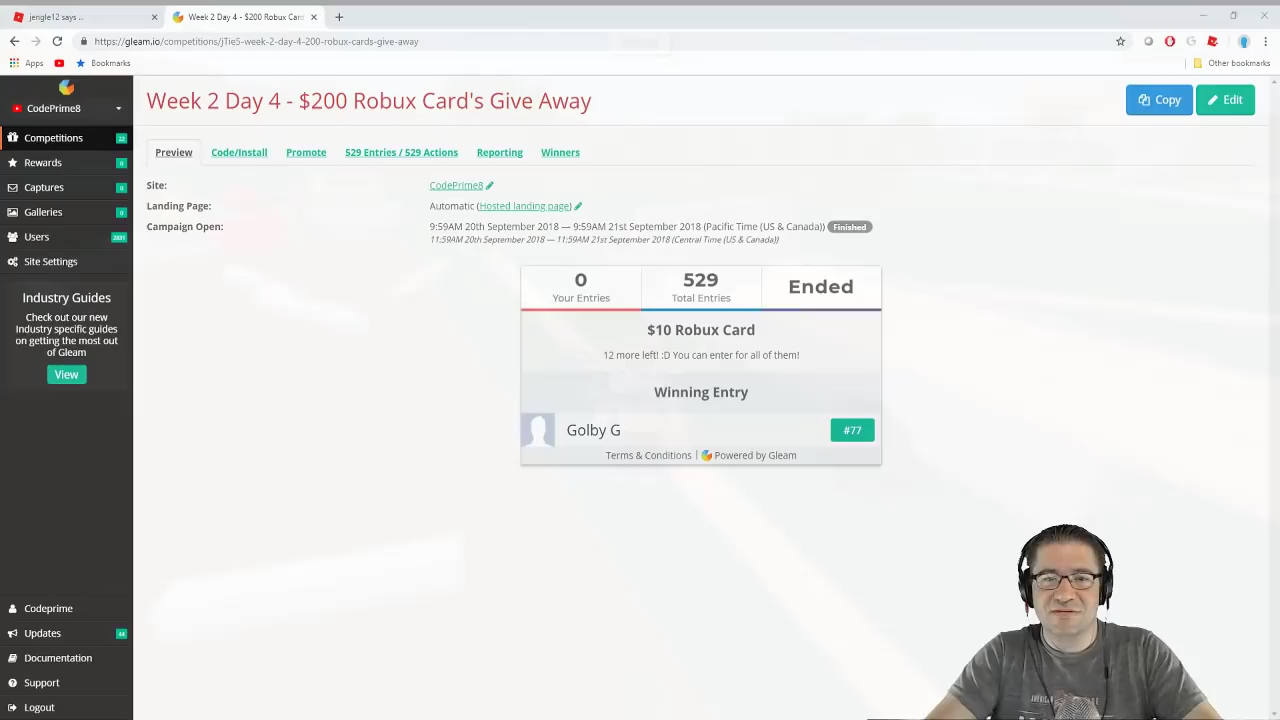 jengle12 says ..
Week 2 Day 4 - $200 Robux Card
https://gleam.io/competitions/jTie5-week-2-day-4-200-robux-cards-give-away
Apps
Bookmarks
Other bookmarks
CodePrime8
Competitions 22
Rewards 0
Captures 0
Galleries 0
Users
Site Settings
Industry Guides
Check out our new
Industry specific guides
on getting the most out
of Gleam
View
Codeprime
Updates 44
Documentation
Support
Logout
Week 2 Day 4 - $200 Robux Card's Give Away
Copy
Edit
Preview Code/Install Promote 529 Entries / 529 Actions Reporting Winners
Site: CodePrime8
Landing Page: Automatic (Hosted landing page)
Campaign Open: 9:59AM 20th September 2018 — 9:59AM 21st September 2018 (Pacific Time (US & Canada)) Finished
11:59AM 20th September 2018 — 11:59AM 21st September 2018 (Central Time (US & Canada))
0 529 Ended
Your Entries Total Entries
$10 Robux Card
12 more left! :D You can enter for all of them!
Winning Entry
Golby G #77
Terms & Conditions | Powered by Gleam